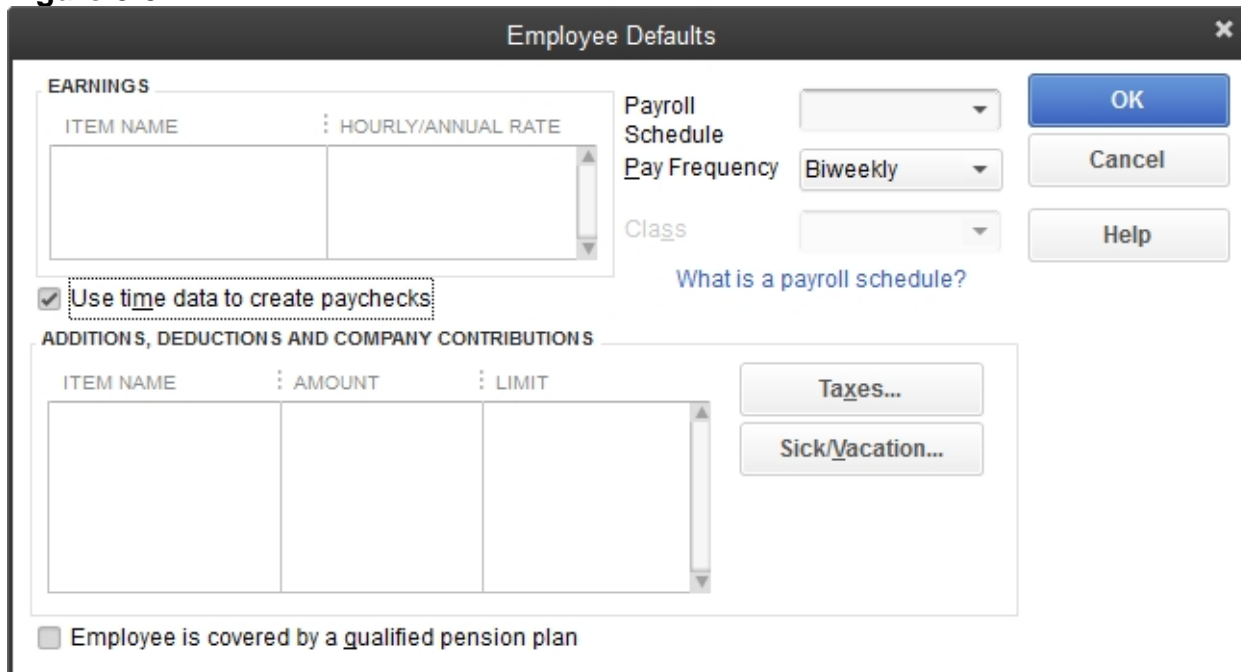 Employee Defaults
EARNINGS
ITEM NAME HOURLY/ANNUAL RATE
Payroll Schedule
Pay Frequency Biweekly
Class
What is a payroll schedule?
OK
Cancel
Help
Use time data to create paychecks
ADDITIONS, DEDUCTIONS AND COMPANY CONTRIBUTIONS
ITEM NAME AMOUNT LIMIT
Taxes...
Sick/Vacation...
Employee is covered by a qualified pension plan